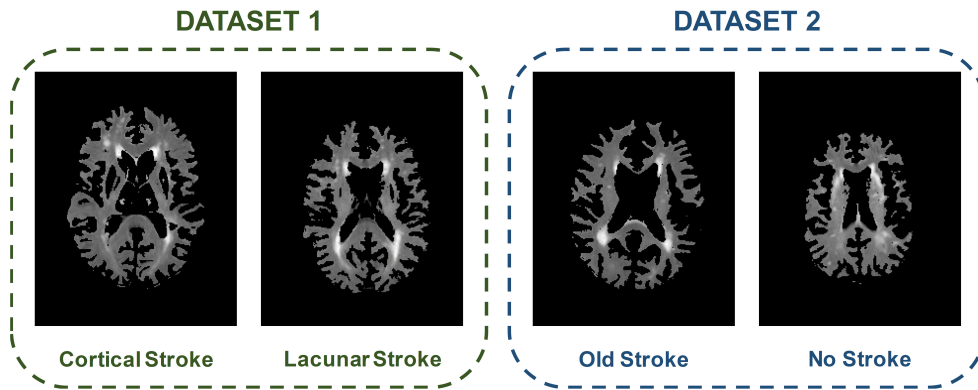 DATASET 1
DATASET 2
Cortical Stroke
Lacunar Stroke
Old Stroke
No Stroke